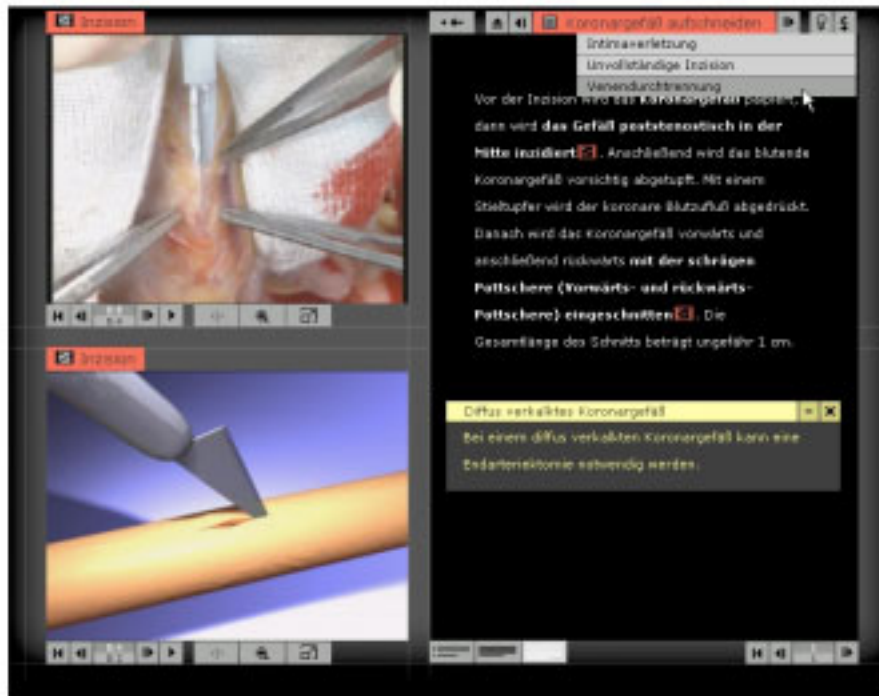 Inzision
Koronargefäß aufschneiden
Intimaverletzung
Unvollständige Inzision
Venendurchtrennung
Vor der Inzision wird das Koronargefäß
dann wird das Gefäß poststenotisch in der
Mitte inzidiert. Anschließend wird das blutende
Koronargefäß vorsichtig abgetupft. Mit einem
Stieltupfer wird der koronare Blutzufluß abgedrückt.
Danach wird das Koronargefäß vorwärts und
anschließend rückwärts mit der schrägen
Pottschere (Vorwärts- und rückwärts-
Pottschere) eingeschnitten. Die
Gesamtlänge des Schnitts beträgt ungefähr 1 cm.
Inzision
Diffus verkalktes Koronargefäß
Bei einem diffus verkalkten Koronargefäß kann eine
Endarteriektomie notwendig werden.